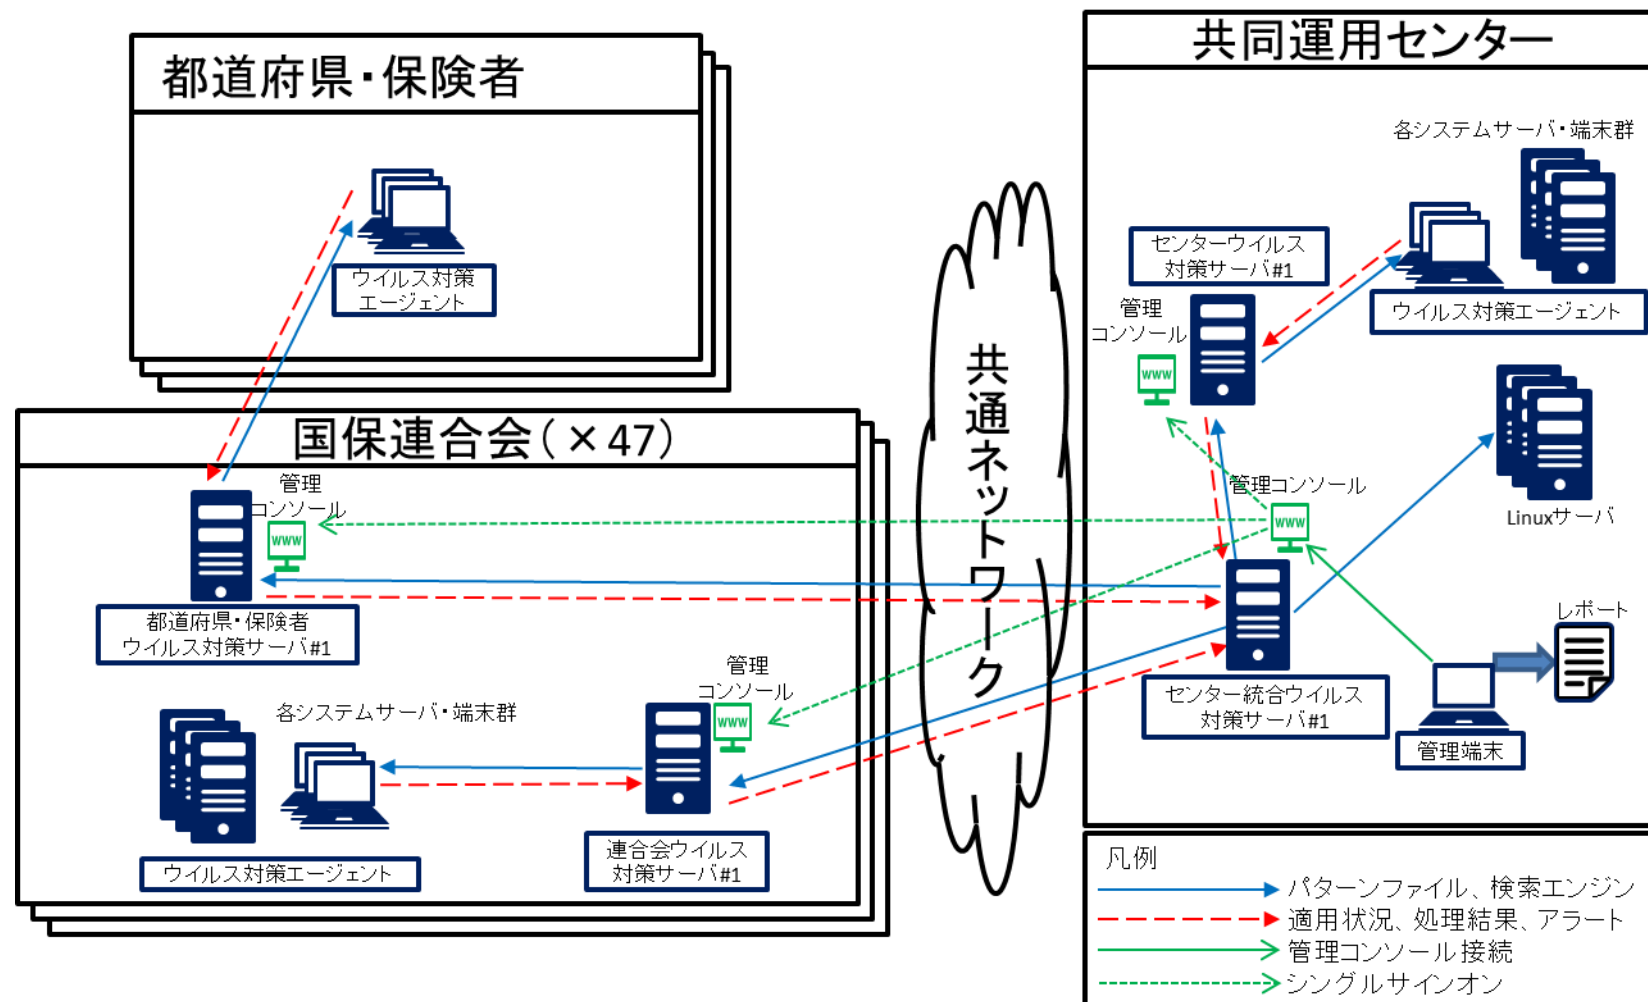 都道府県・保険者
ウイルス対策
エージェント
国保連合会(×47)
管理
コンソール
www
都道府県・保険者
ウイルス対策サーバ#1
各システムサーバ・端末群
ウイルス対策エージェント
管理
コンソール
www
連合会ウイルス
対策サーバ#1
共通ネットワーク
共同運用センター
各システムサーバ・端末群
センターウイルス
対策サーバ#1
ウイルス対策エージェント
管理
コンソール
www
Linuxサーバ
管理コンソール
www
センター統合ウイルス
対策サーバ#1
レポート
管理端末
凡例
パターンファイル、検索エンジン
適用状況、処理結果、アラート
管理コンソール接続
シングルサインオン